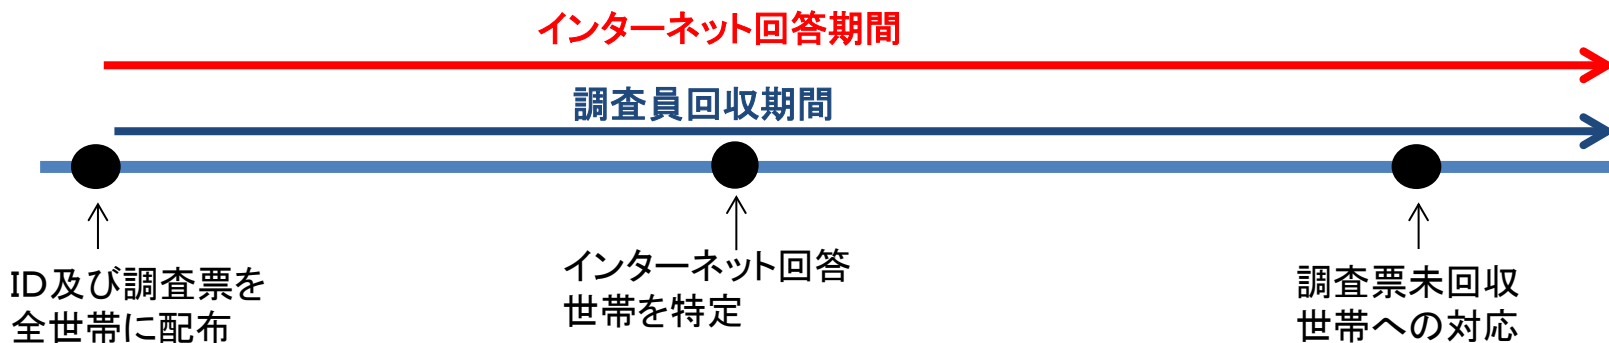 インターネット回答期間
調査員回収期間
ID及び調査票を
全世帯に配布
インターネット回答
世帯を特定
調査票未回収
世帯への対応